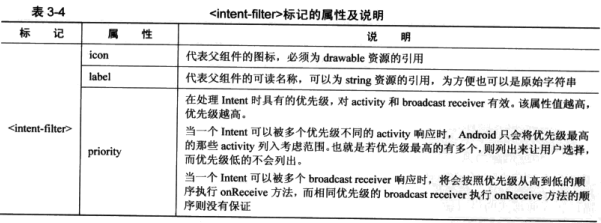 表 3-4 <intent-filter>标记的属性及说明
标 记 属 性 说 明
<intent-filter>
icon 代表父组件的图标，必须为 drawable 资源的引用
label 代表父组件的可读名称，可以为 string 资源的引用，为方便也可以是原始字符串
priority
在处理 Intent 时具有的优先级，对 activity 和 broadcast receiver 有效。该属性值越高，
优先级越高。
当一个 Intent 可以被多个优先级不同的 activity 响应时，Android 只会将优先级最高
的那些 activity 列入考虑范围。也就是若优先级最高的有多个，则列出来让用户选择，
而优先级低的不会列出。
当一个 Intent 可以被多个 broadcast receiver 响应时，将会按照优先级从高到低的顺
序执行 onReceive 方法，而相同优先级的 broadcast receiver 执行 onReceive 方法的顺
序则没有保证